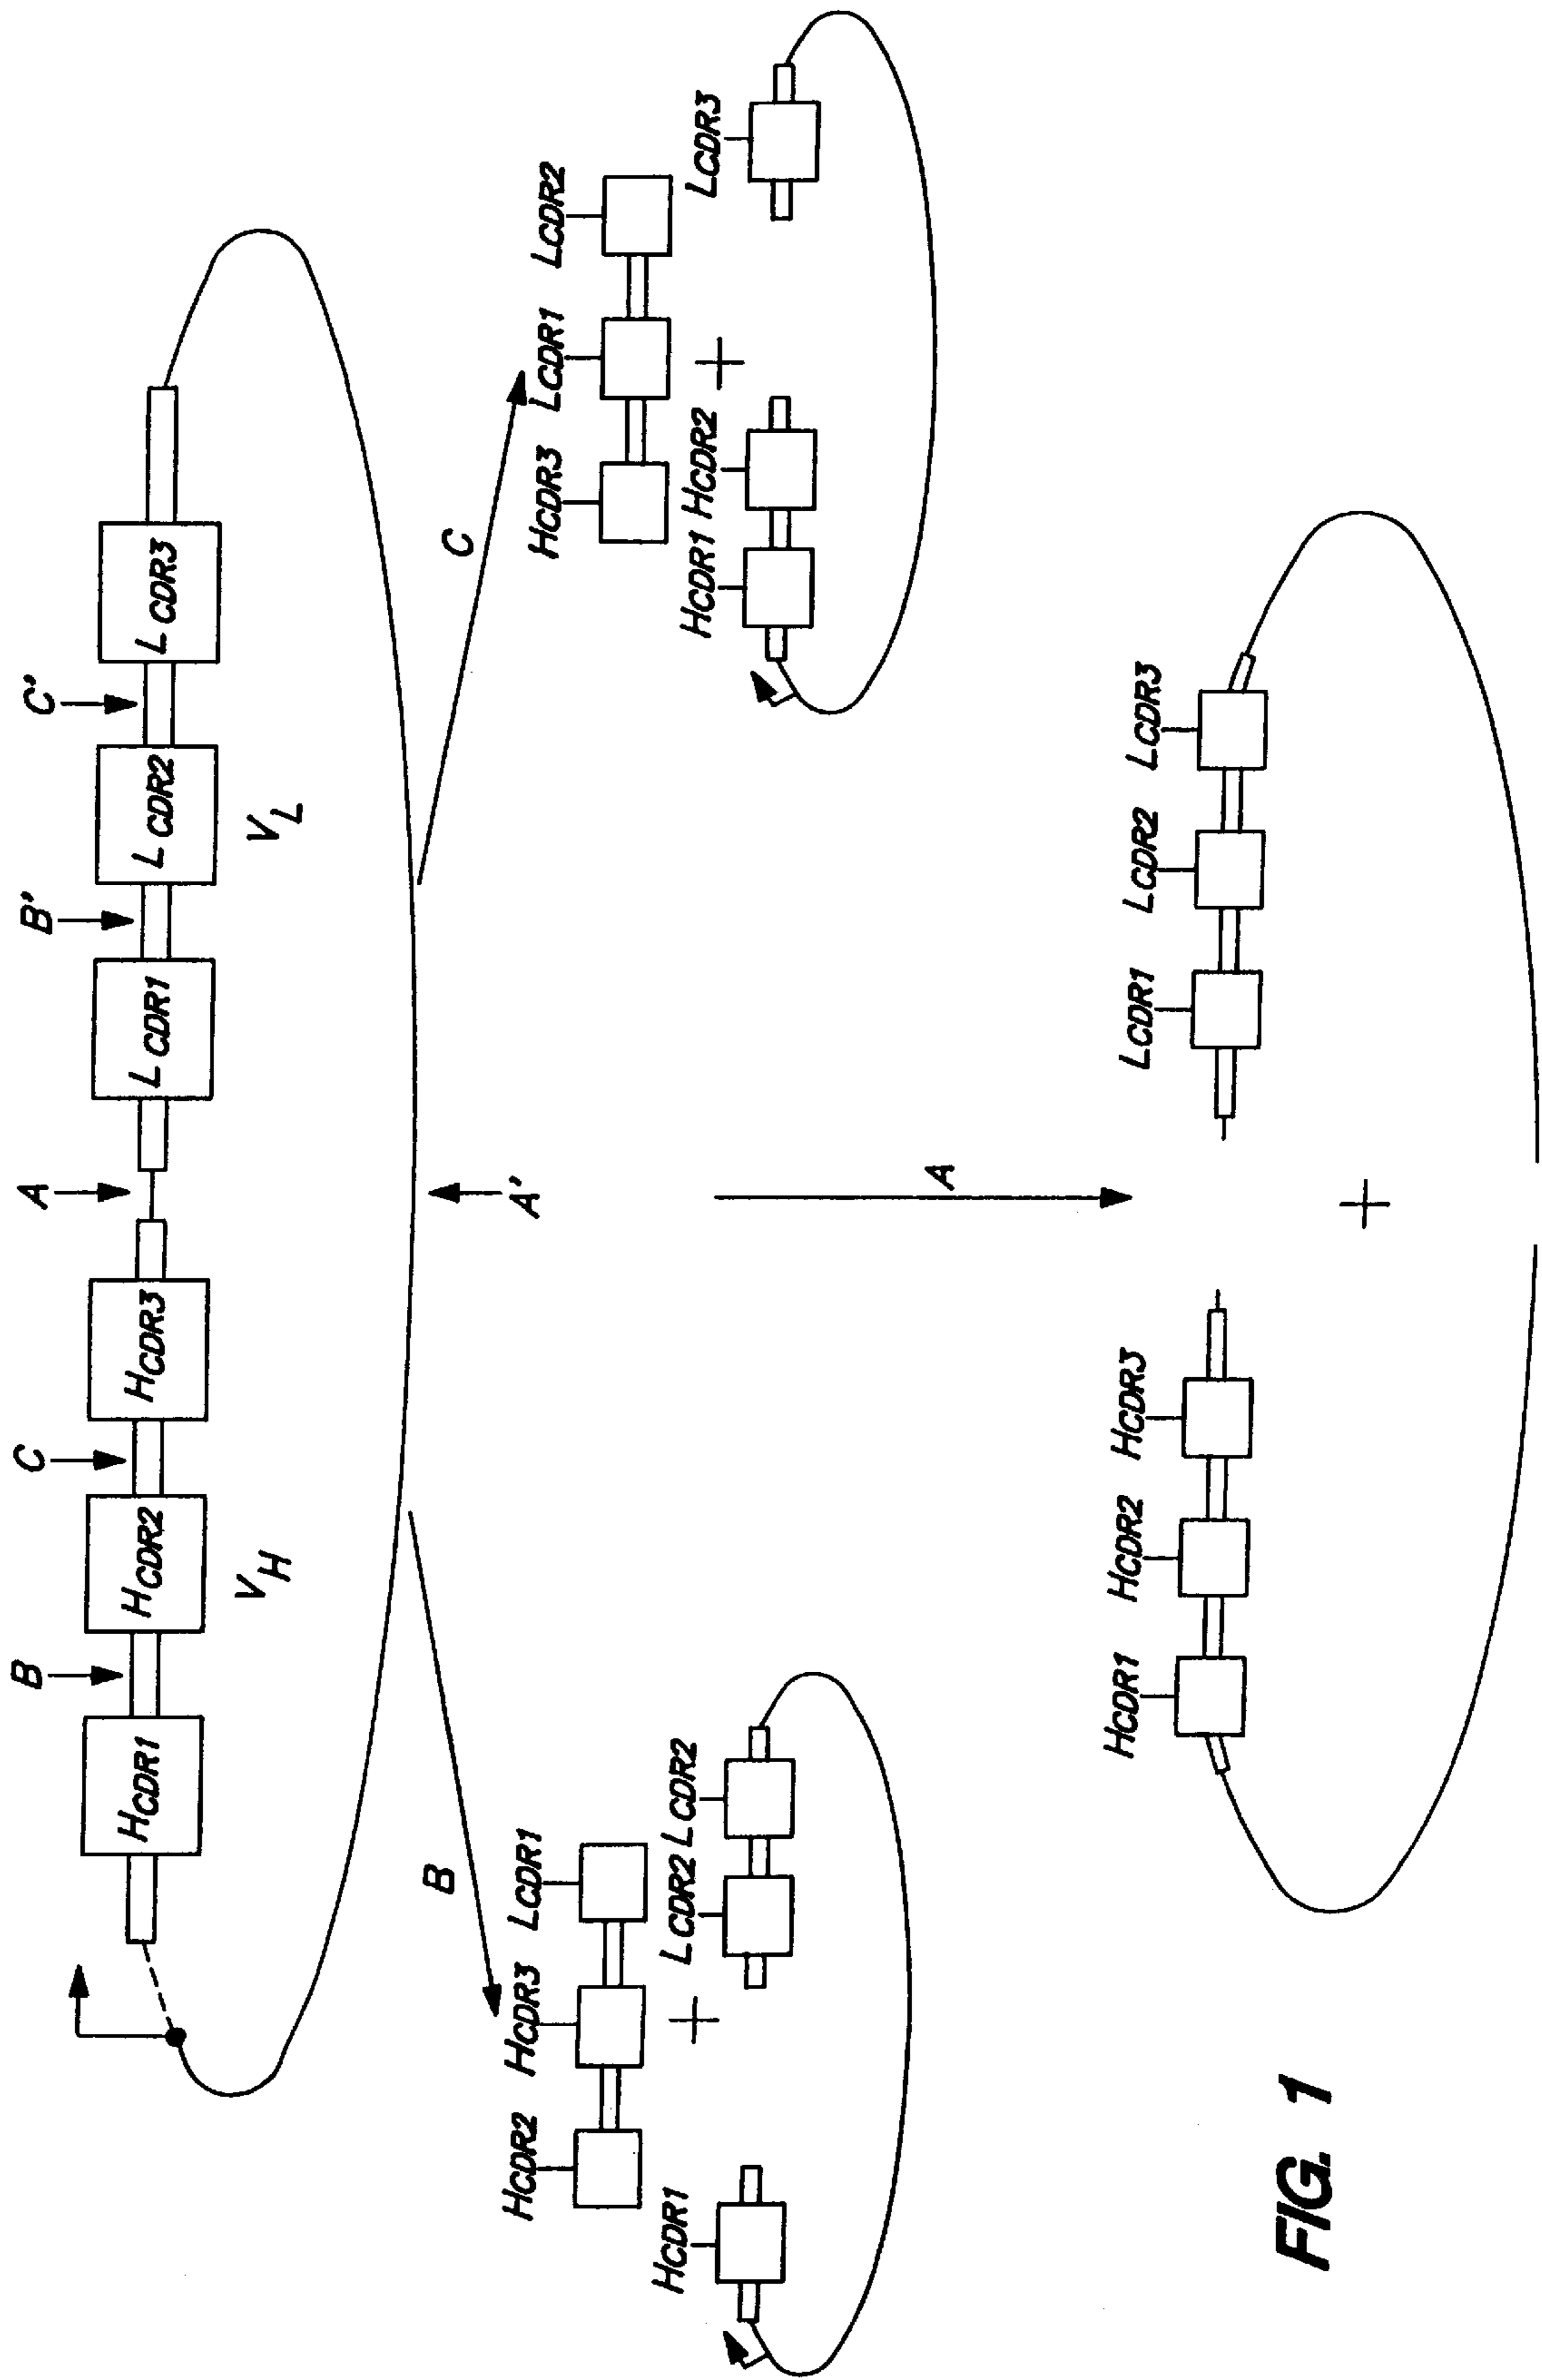 B
C
A
B'
C'
HCDR1
HCDR2
HCDR3
LCDR1
LCDR2
LCDR3
VH
VL
A'
B
C
HCDR2
HCDR3
LCDR1
HCDR1
LCDR2
LCDR2
HCDR3
LCDR1
LCDR2
HCDR1
HCDR2
LCDR3
A
HCDR1
HCDR2
HCDR3
LCDR1
LCDR2
LCDR3
FIG. 1